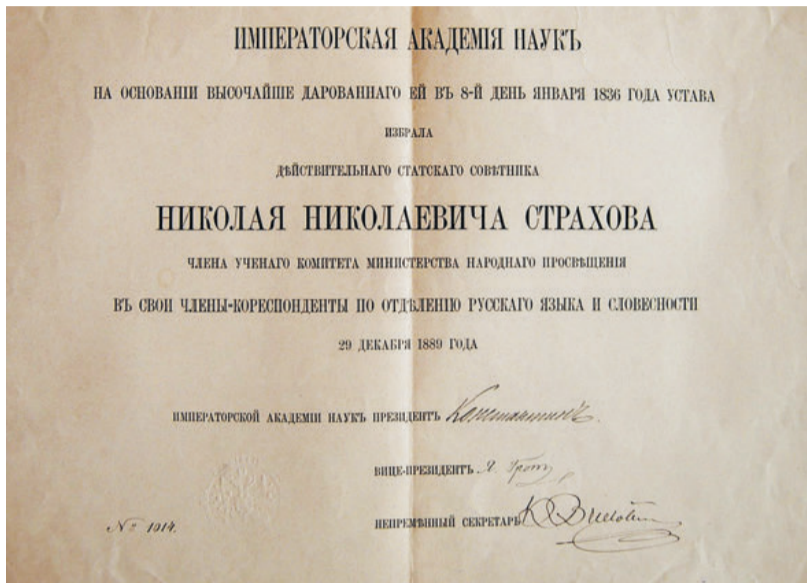 ИМПЕРАТОРСКАЯ АКАДЕМІЯ НАУКЪ
НА ОСНОВАНІИ ВЫСОЧАЙШЕ ДАРОВАННАГО ЕЙ ВЪ 8-Й ДЕНЬ ЯНВАРЯ 1836 ГОДА УСТАВА
ИЗБРАЛА
ДѢЙСТВИТЕЛЬНАГО СТАТСКАГО СОВѢТНИКА
НИКОЛАЯ НИКОЛАЕВИЧА СТРАХОВА
ЧЛЕНА УЧЕНАГО КОМИТЕТА МИНИСТЕРСТВА НАРОДНАГО ПРОСВѢЩЕНІЯ
ВЪ СВОИ ЧЛЕНЫ-КОРЕСПОНДЕНТЫ ПО ОТДѢЛЕНІЮ РУССКАГО ЯЗЫКА И СЛОВЕСНОСТИ
29 ДЕКАБРЯ 1889 ГОДА
ИМПЕРАТОРСКОЙ АКАДЕМІИ НАУКЪ ПРЕЗИДЕНТЪ Константинъ.
ВИЦЕ-ПРЕЗИДЕНТЪ Я. Гротъ
№ 1014. НЕПРЕМѢННЫЙ СЕКРЕТАРЬ